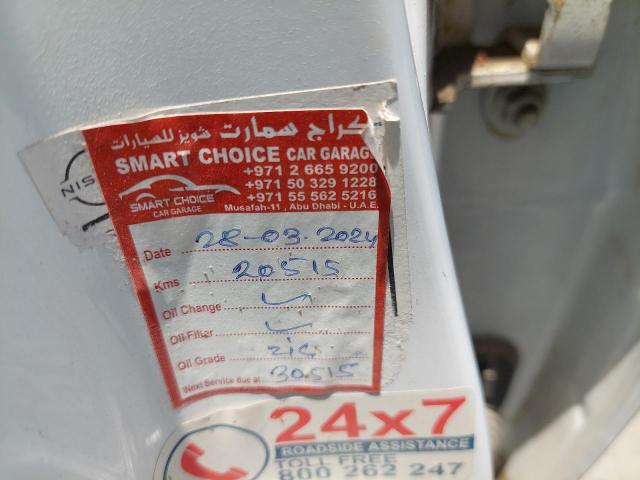 كراج سمارت شويز للسيارات
SMART CHOICE CAR GARAGE
+971 2 665 9200
+971 50 329 1228
+971 55 562 5216
SMART CHOICE
CAR GARAGE
Musafah-11, Abu Dhabi - U.A.E.
NIS
Date 28-03-2024
Kms 20515
Oil Change
Oil Filter
Oil Grade
Next Service due at 30515
24x7
ROADSIDE ASSISTANCE
TOLL FREE
800 262 247